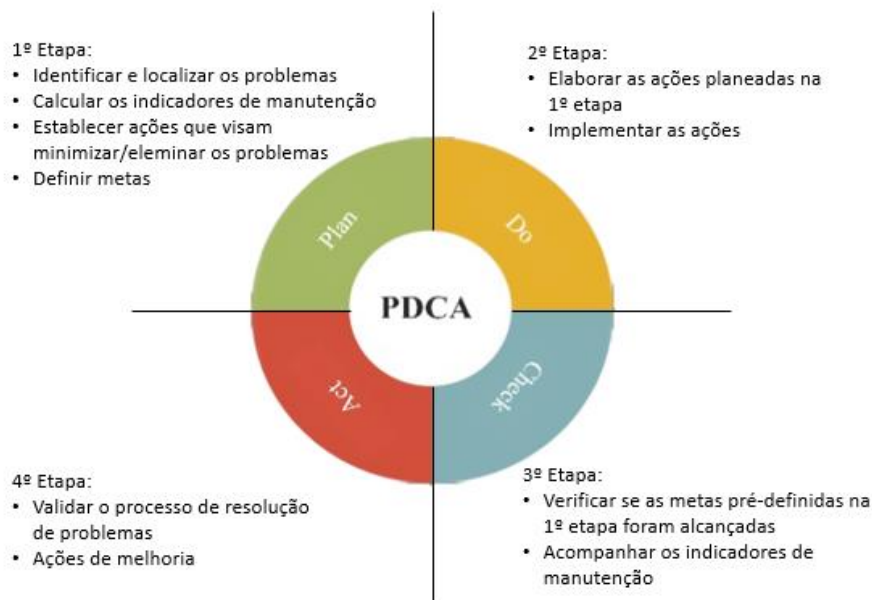 1º Etapa:
• Identificar e localizar os problemas
• Calcular os indicadores de manutenção
• Establecer ações que visam
minimizar/eleminar os problemas
• Definir metas
2º Etapa:
• Elaborar as ações planeadas na
1º etapa
• Implementar as ações
Plan
Do
PDCA
Act
Check
4º Etapa:
• Validar o processo de resolução
de problemas
• Ações de melhoria
3º Etapa:
• Verificar se as metas pré-definidas na
1º etapa foram alcançadas
• Acompanhar os indicadores de
manutenção